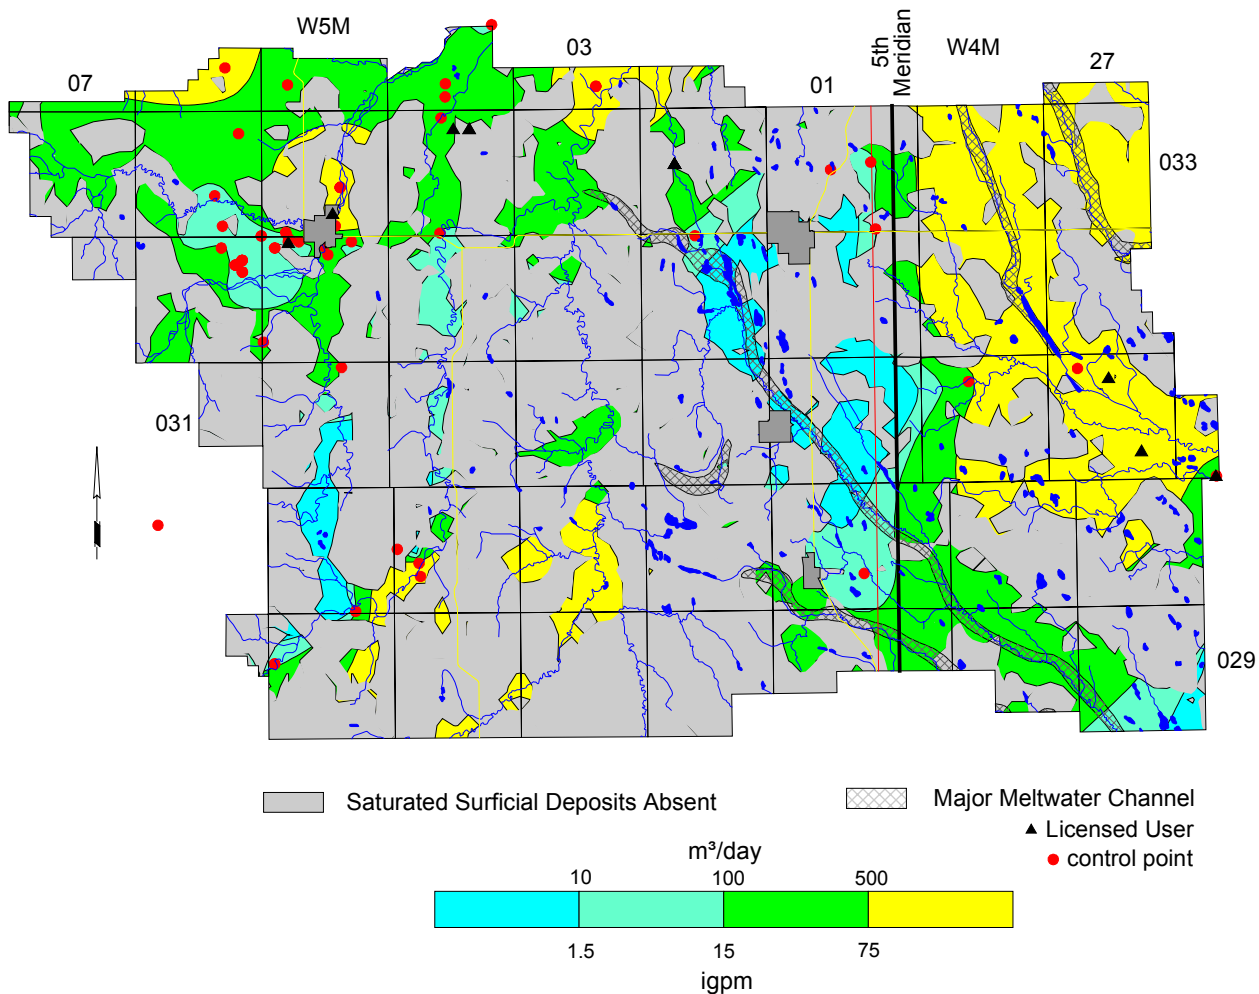 W5M
03
5th
Meridian
W4M
07
01
27
033
031
029
Saturated Surficial Deposits Absent
Major Meltwater Channel
Licensed User
control point
m³/day
10
100
500
1.5
15
75
igpm